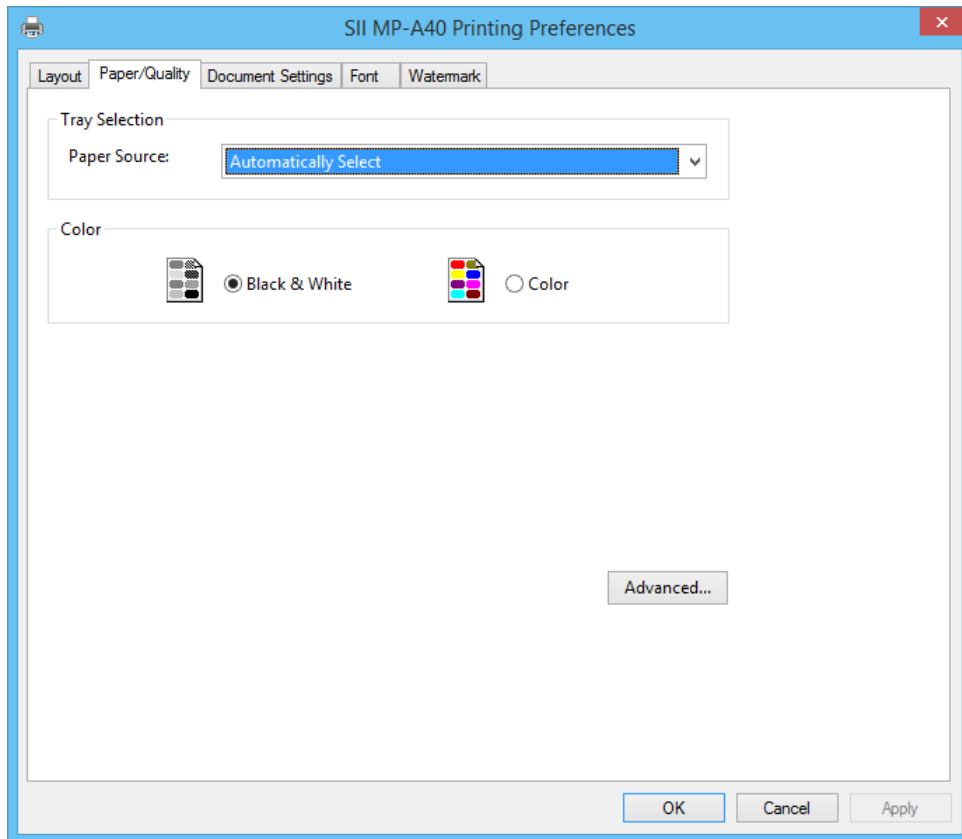 SII MP-A40 Printing Preferences
Layout Paper/Quality Document Settings Font Watermark
Tray Selection
Paper Source: Automatically Select
Color
Black & White Color
Advanced...
OK Cancel Apply